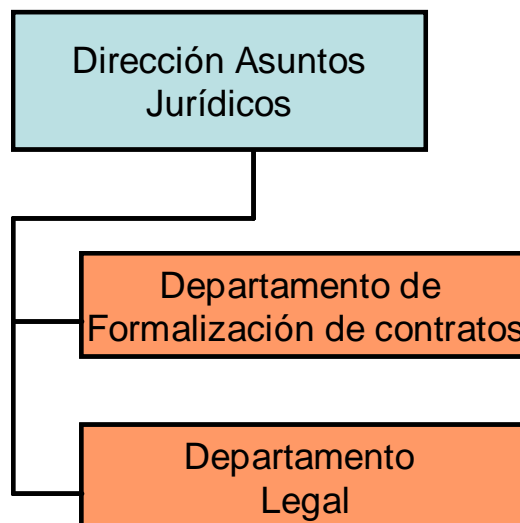 Dirección Asuntos
Jurídicos
Departamento de
Formalización de contratos
Departamento
Legal